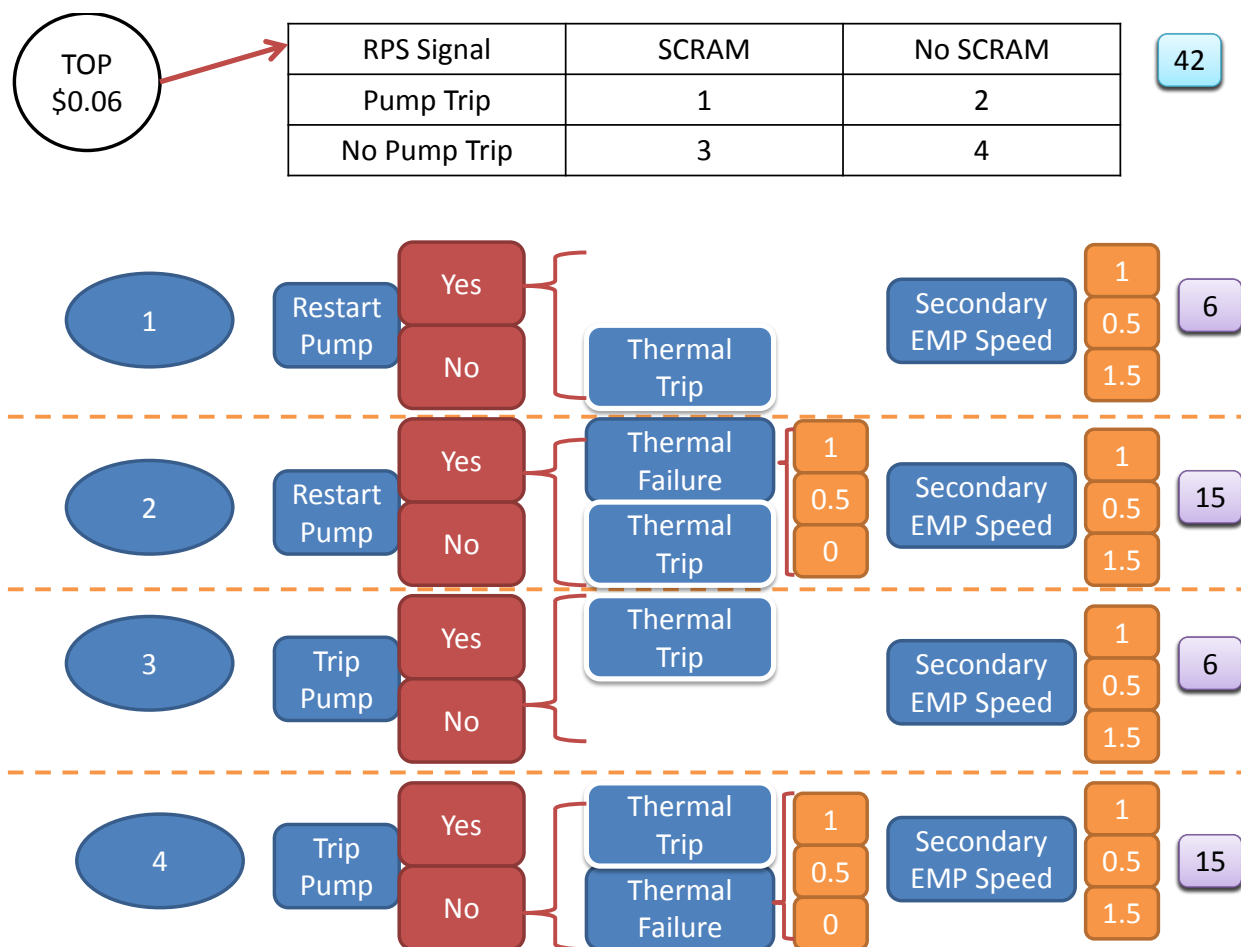 TOP
$0.06
RPS Signal SCRAM No SCRAM
Pump Trip 1 2
No Pump Trip 3 4
42
1
Restart
Pump
Yes
No
Thermal
Trip
Secondary
EMP Speed
1
0.5
1.5
6
2
Restart
Pump
Yes
No
Thermal
Failure
Thermal
Trip
1
0.5
0
Secondary
EMP Speed
1
0.5
1.5
15
3
Trip
Pump
Yes
No
Thermal
Trip
Secondary
EMP Speed
1
0.5
1.5
6
4
Trip
Pump
Yes
No
Thermal
Trip
Thermal
Failure
1
0.5
0
Secondary
EMP Speed
1
0.5
1.5
15